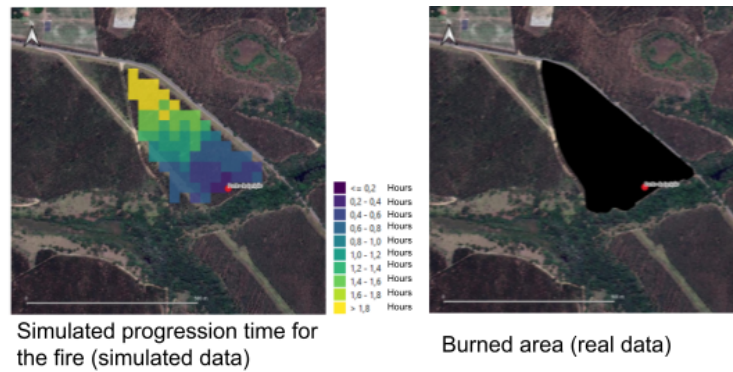 <= 0,2 Hours
0,2 - 0,4 Hours
0,4 - 0,6 Hours
0,6 - 0,8 Hours
0,8 - 1,0 Hours
1,0 - 1,2 Hours
1,2 - 1,4 Hours
1,4 - 1,6 Hours
1,6 - 1,8 Hours
> 1,8 Hours
Simulated progression time for
the fire (simulated data)
Burned area (real data)